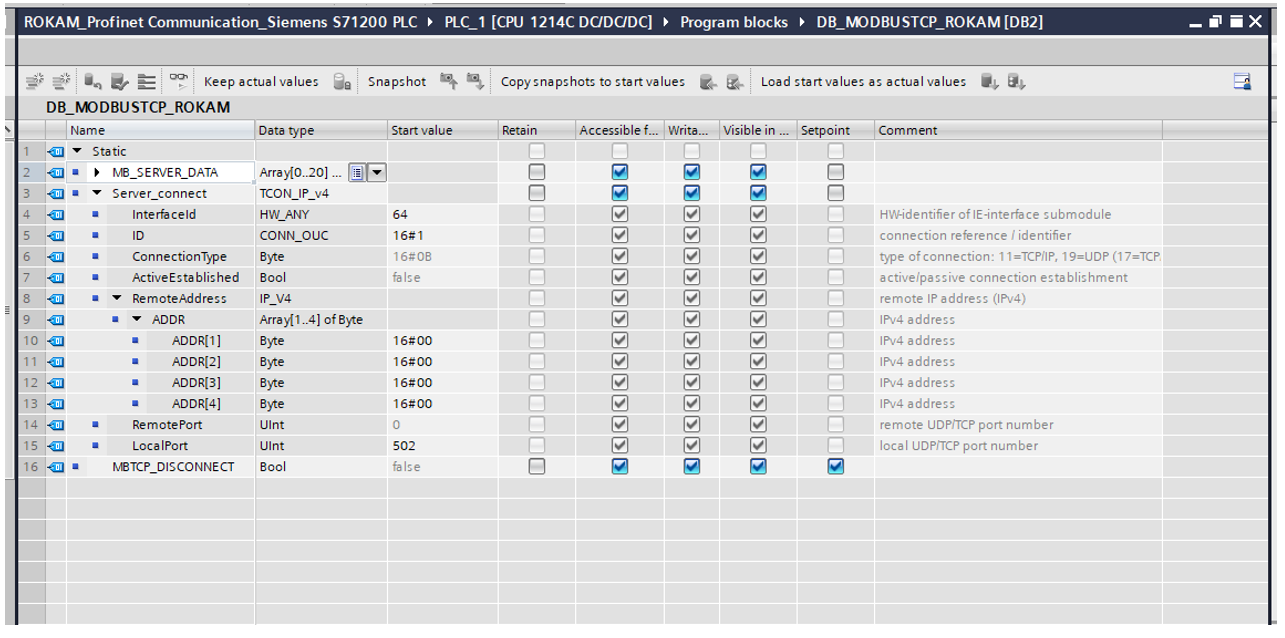 ROKAM_Profinet Communication_Siemens S71200 PLC ▸ PLC_1 [CPU 1214C DC/DC/DC] ▸ Program blocks ▸ DB_MODBUSTCP_ROKAM [DB2]
Keep actual values Snapshot Copy snapshots to start values Load start values as actual values
DB_MODBUSTCP_ROKAM
Name Data type Start value Retain Accessible f... Writa... Visible in ... Setpoint Comment
1 Static
2 MB_SERVER_DATA Array[0..20] ...
3 Server_connect TCON_IP_v4
4 InterfaceId HW_ANY 64 HW-identifier of IE-interface submodule
5 ID CONN_OUC 16#1 connection reference / identifier
6 ConnectionType Byte 16#0B type of connection: 11=TCP/IP, 19=UDP (17=TCP.
7 ActiveEstablished Bool false active/passive connection establishment
8 RemoteAddress IP_V4 remote IP address (IPv4)
9 ADDR Array[1..4] of Byte IPv4 address
10 ADDR[1] Byte 16#00 IPv4 address
11 ADDR[2] Byte 16#00 IPv4 address
12 ADDR[3] Byte 16#00 IPv4 address
13 ADDR[4] Byte 16#00 IPv4 address
14 RemotePort UInt 0 remote UDP/TCP port number
15 LocalPort UInt 502 local UDP/TCP port number
16 MBTCP_DISCONNECT Bool false